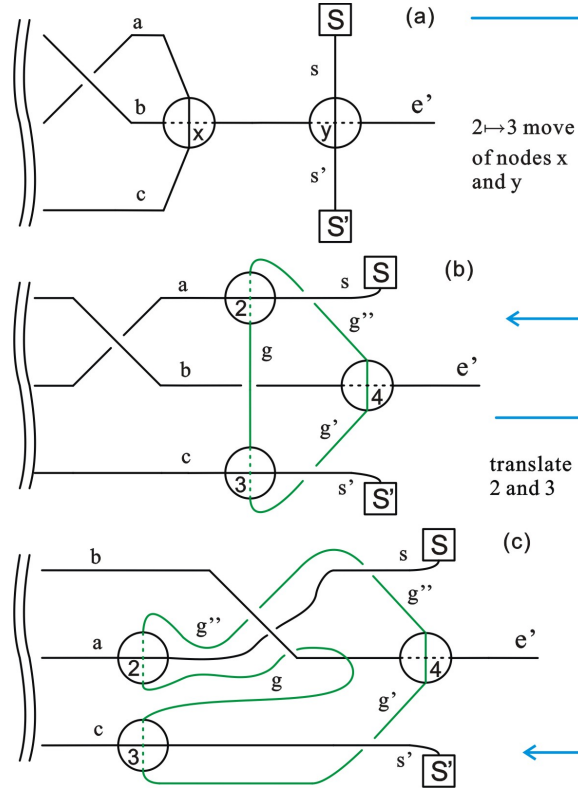 (a)
S
a
s
b
x
y
e'
s'
c
S'
2↦3 move
of nodes x
and y
(b)
a
2
s
S
g''
g
b
4
e'
g'
c
3
s'
S'
translate
2 and 3
(c)
b
s
S
g''
g''
a
2
g
4
e'
g'
c
3
s'
S'